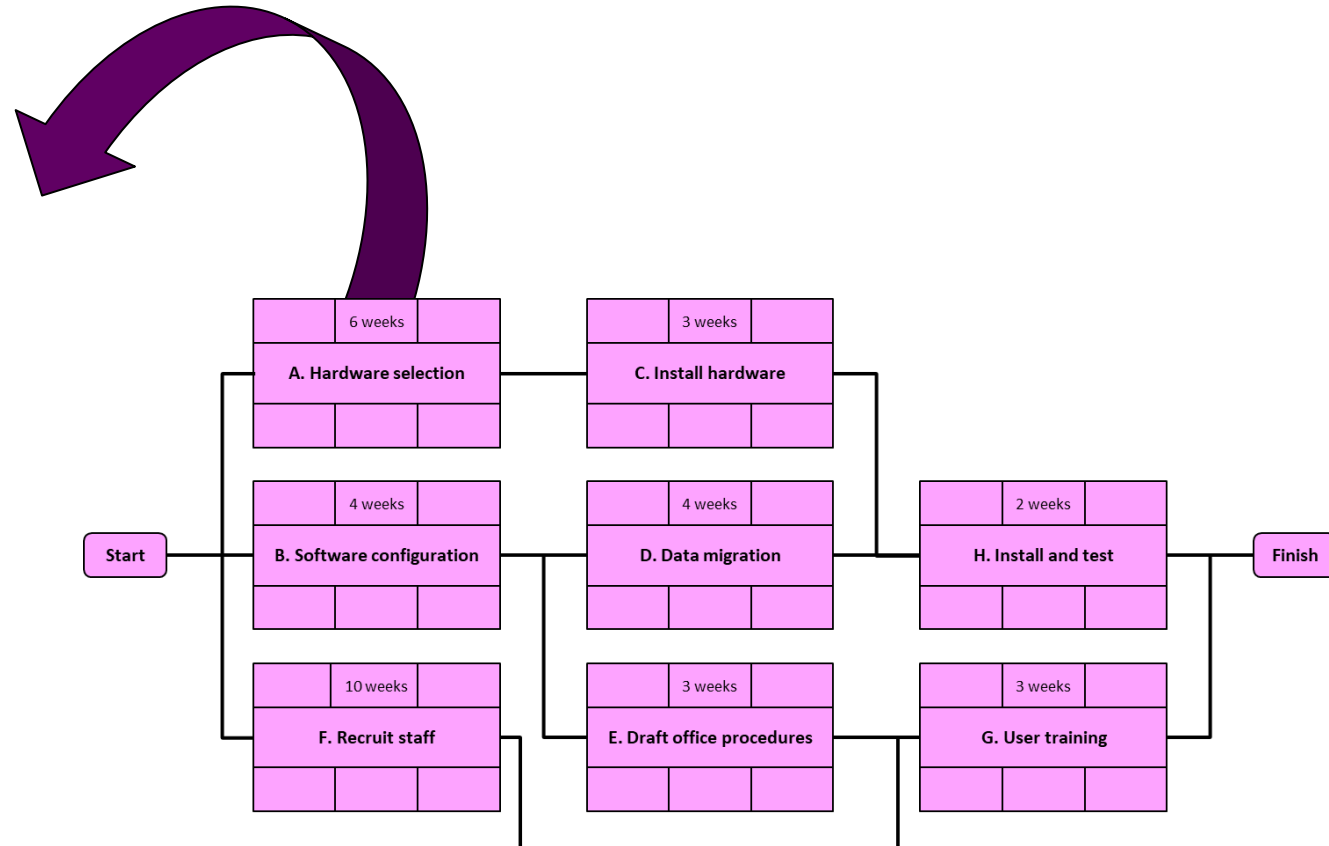 6 weeks
3 weeks
A. Hardware selection
C. Install hardware
4 weeks
4 weeks
2 weeks
Start
B. Software configuration
D. Data migration
H. Install and test
Finish
10 weeks
3 weeks
3 weeks
F. Recruit staff
E. Draft office procedures
G. User training